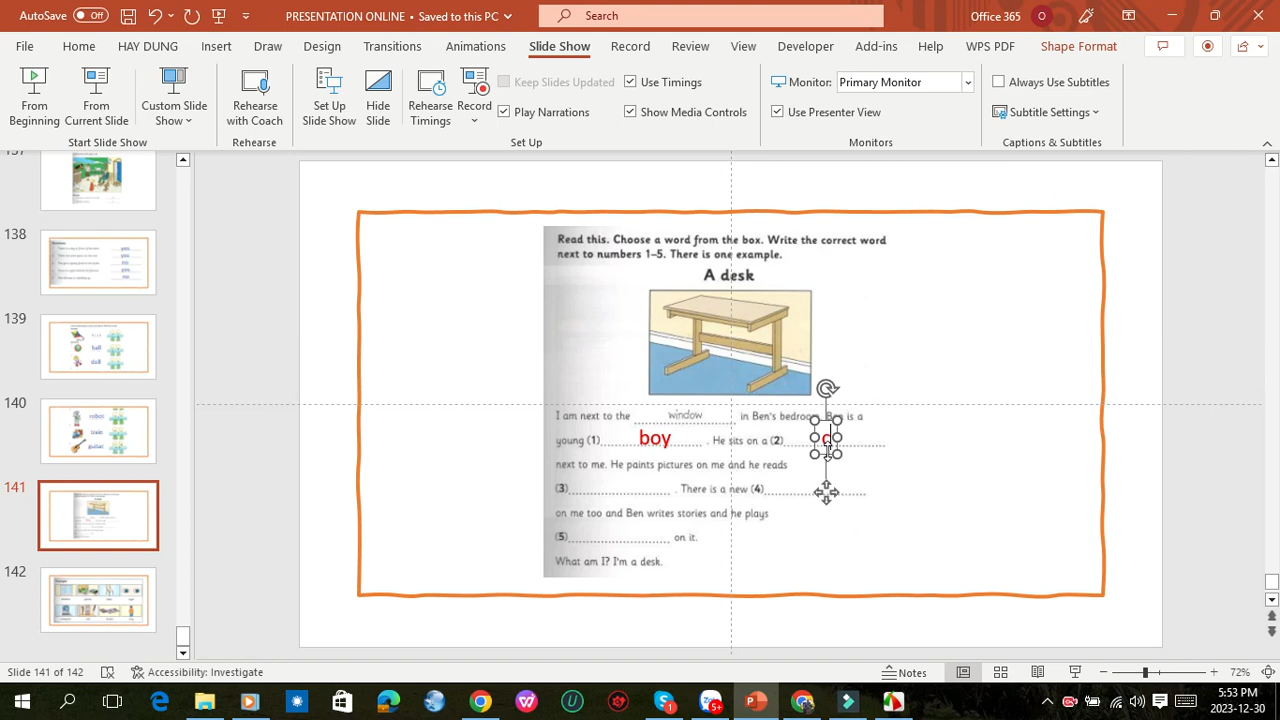 AutoSave Off
PRESENTATION ONLINE • Saved to this PC
Search
Office 365
O
File Home HAY DUNG Insert Draw Design Transitions Animations Slide Show Record Review View Developer Add-ins Help WPS PDF Shape Format
From Beginning
From Current Slide
Custom Slide Show
Start Slide Show
Rehearse with Coach
Rehearse
Set Up Slide Show
Hide Slide
Rehearse Timings
Record
Keep Slides Updated
Play Narrations
Use Timings
Show Media Controls
Set Up
Monitor: Primary Monitor
Use Presenter View
Monitors
Always Use Subtitles
Subtitle Settings
Captions & Subtitles
137
138
139
ball
doll
140
robot
train
guitar
141
142
Read this. Choose a word from the box. Write the correct word
next to numbers 1–5. There is one example.
A desk
I am next to the window in Ben's bedroom. Ben is a
young (1) boy . He sits on a (2) c
next to me. He paints pictures on me and he reads
(3) . There is a new (4)
on me too and Ben writes stories and he plays
(5) on it.
What am I? I'm a desk.
Slide 141 of 142
Accessibility: Investigate
Notes
72%
1
5+
5:53 PM
2023-12-30